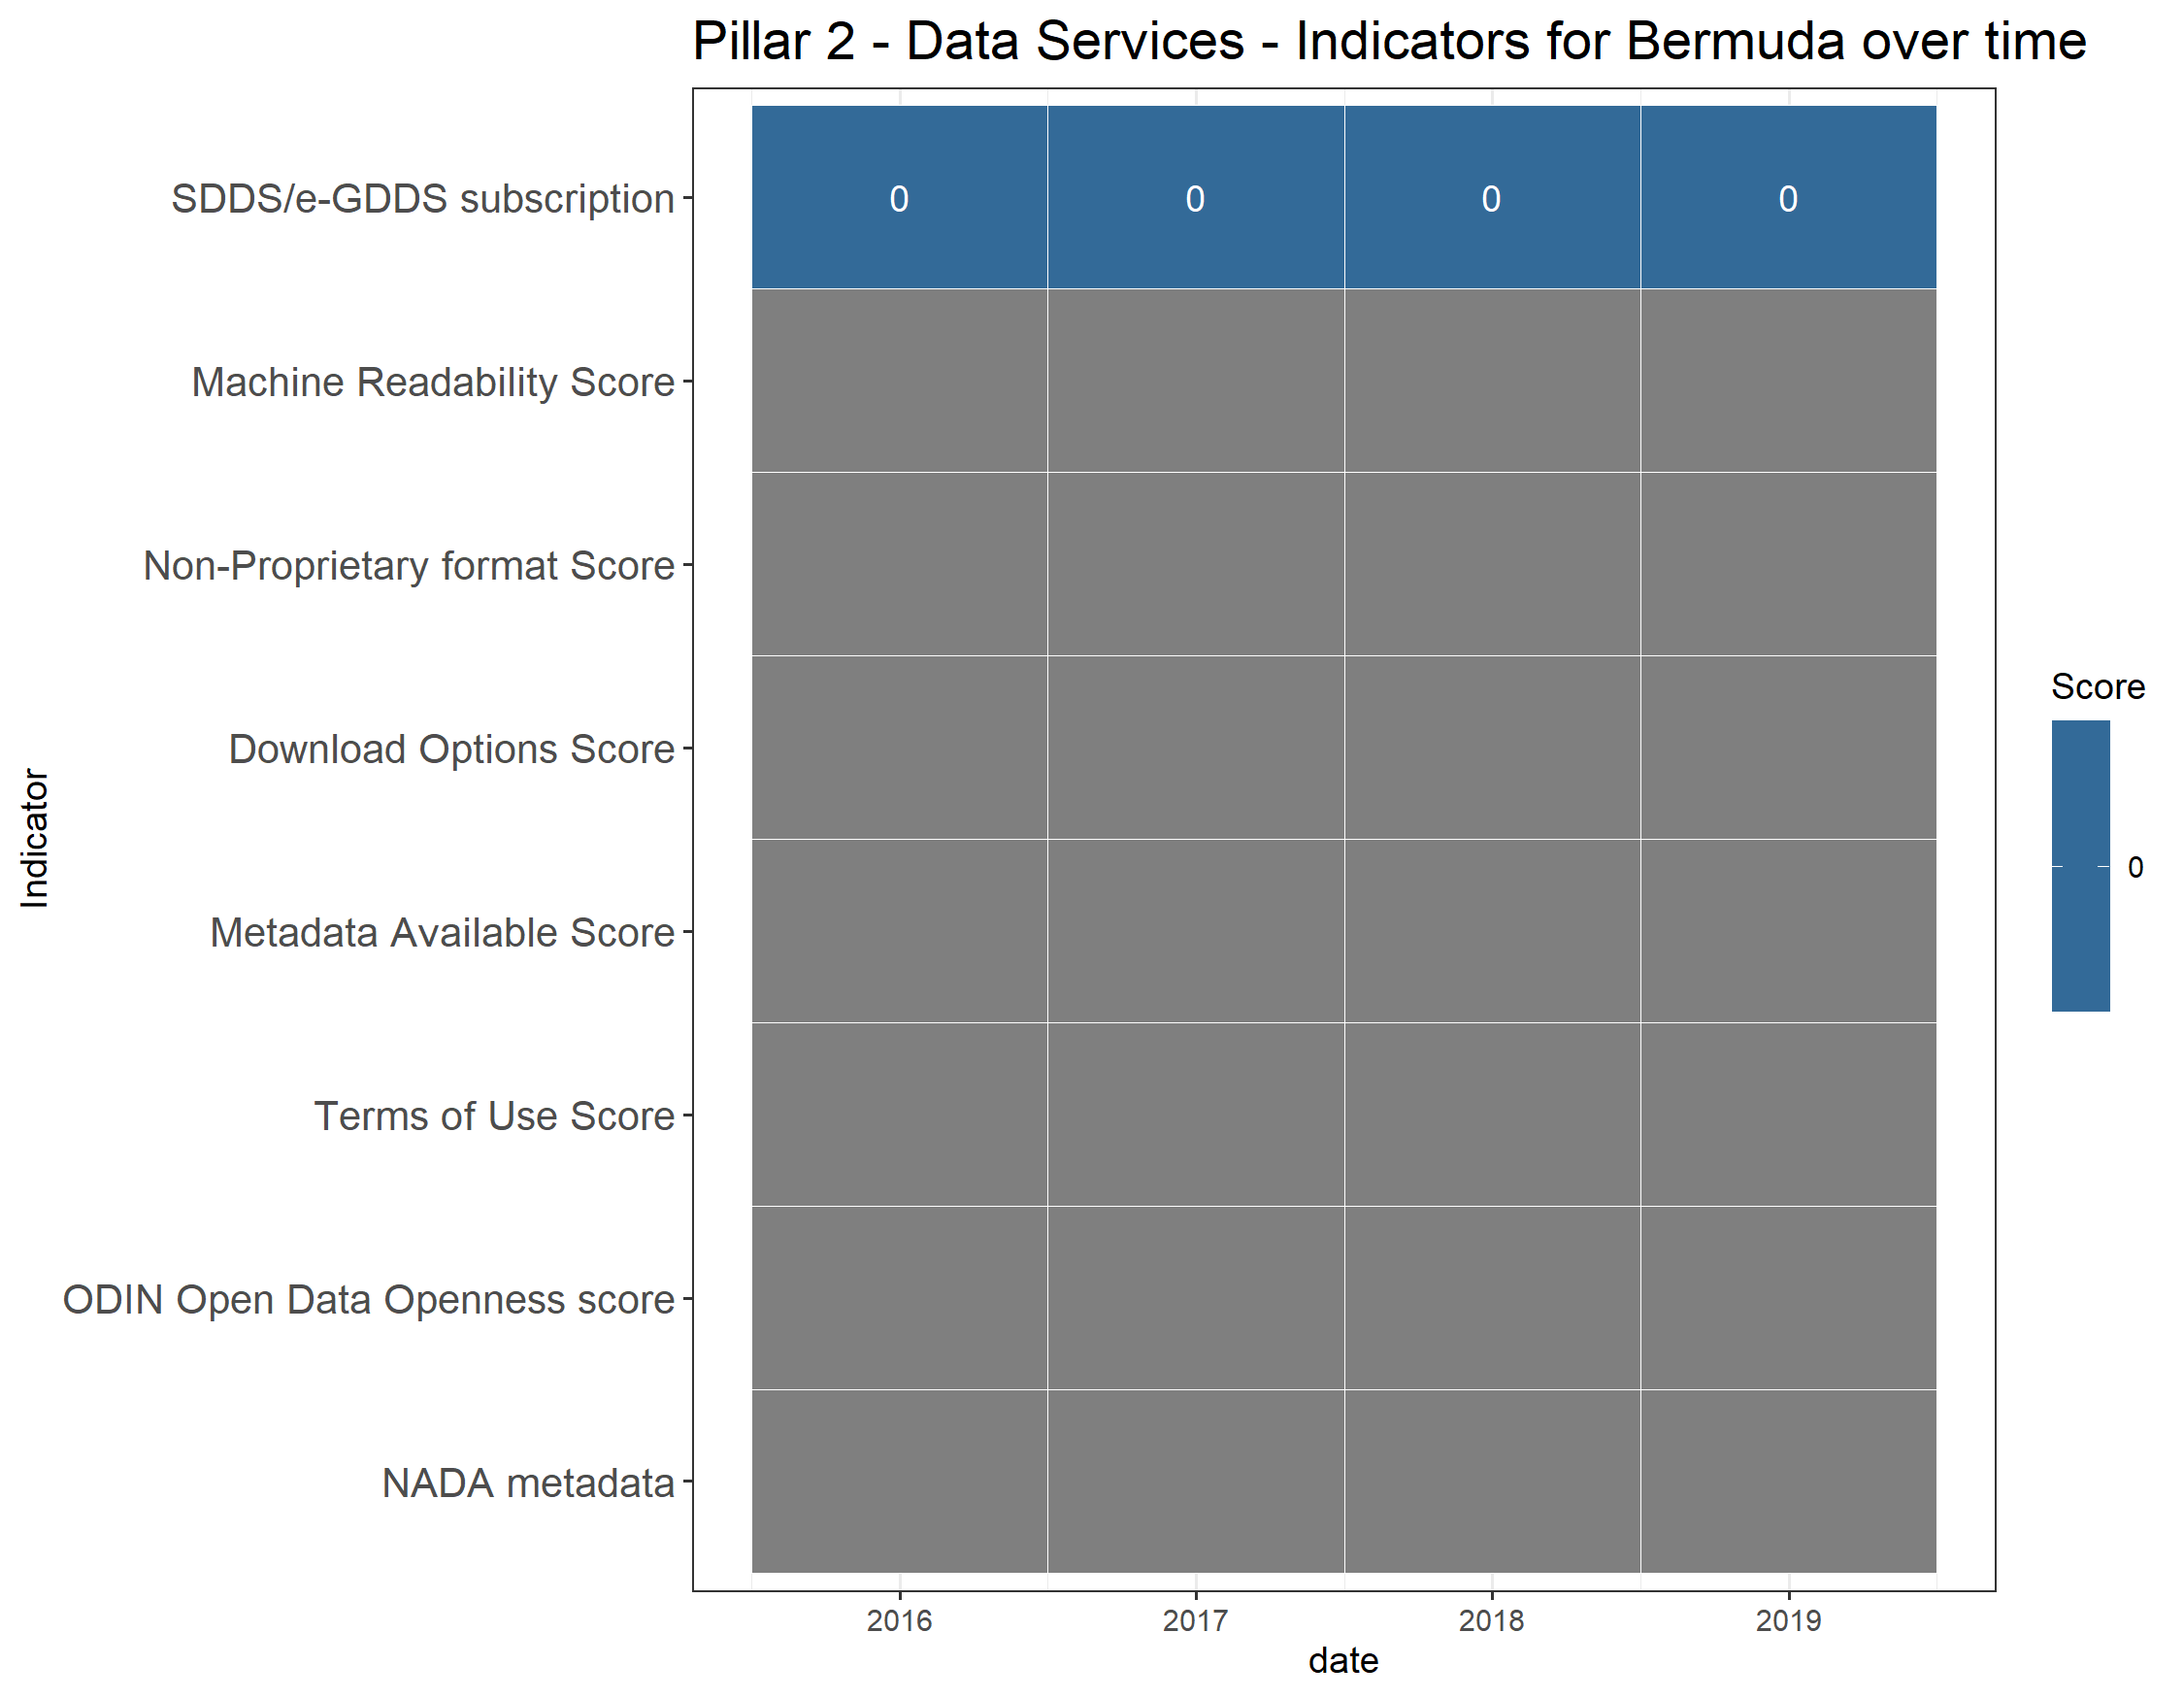 Pillar 2 - Data Services - Indicators for Bermuda over time
SDDS/e-GDDS subscription
0 0 0 0
Machine Readability Score
Non-Proprietary format Score
Download Options Score
Metadata Available Score
Terms of Use Score
ODIN Open Data Openness score
NADA metadata
Indicator
2016 2017 2018 2019
date
Score
0